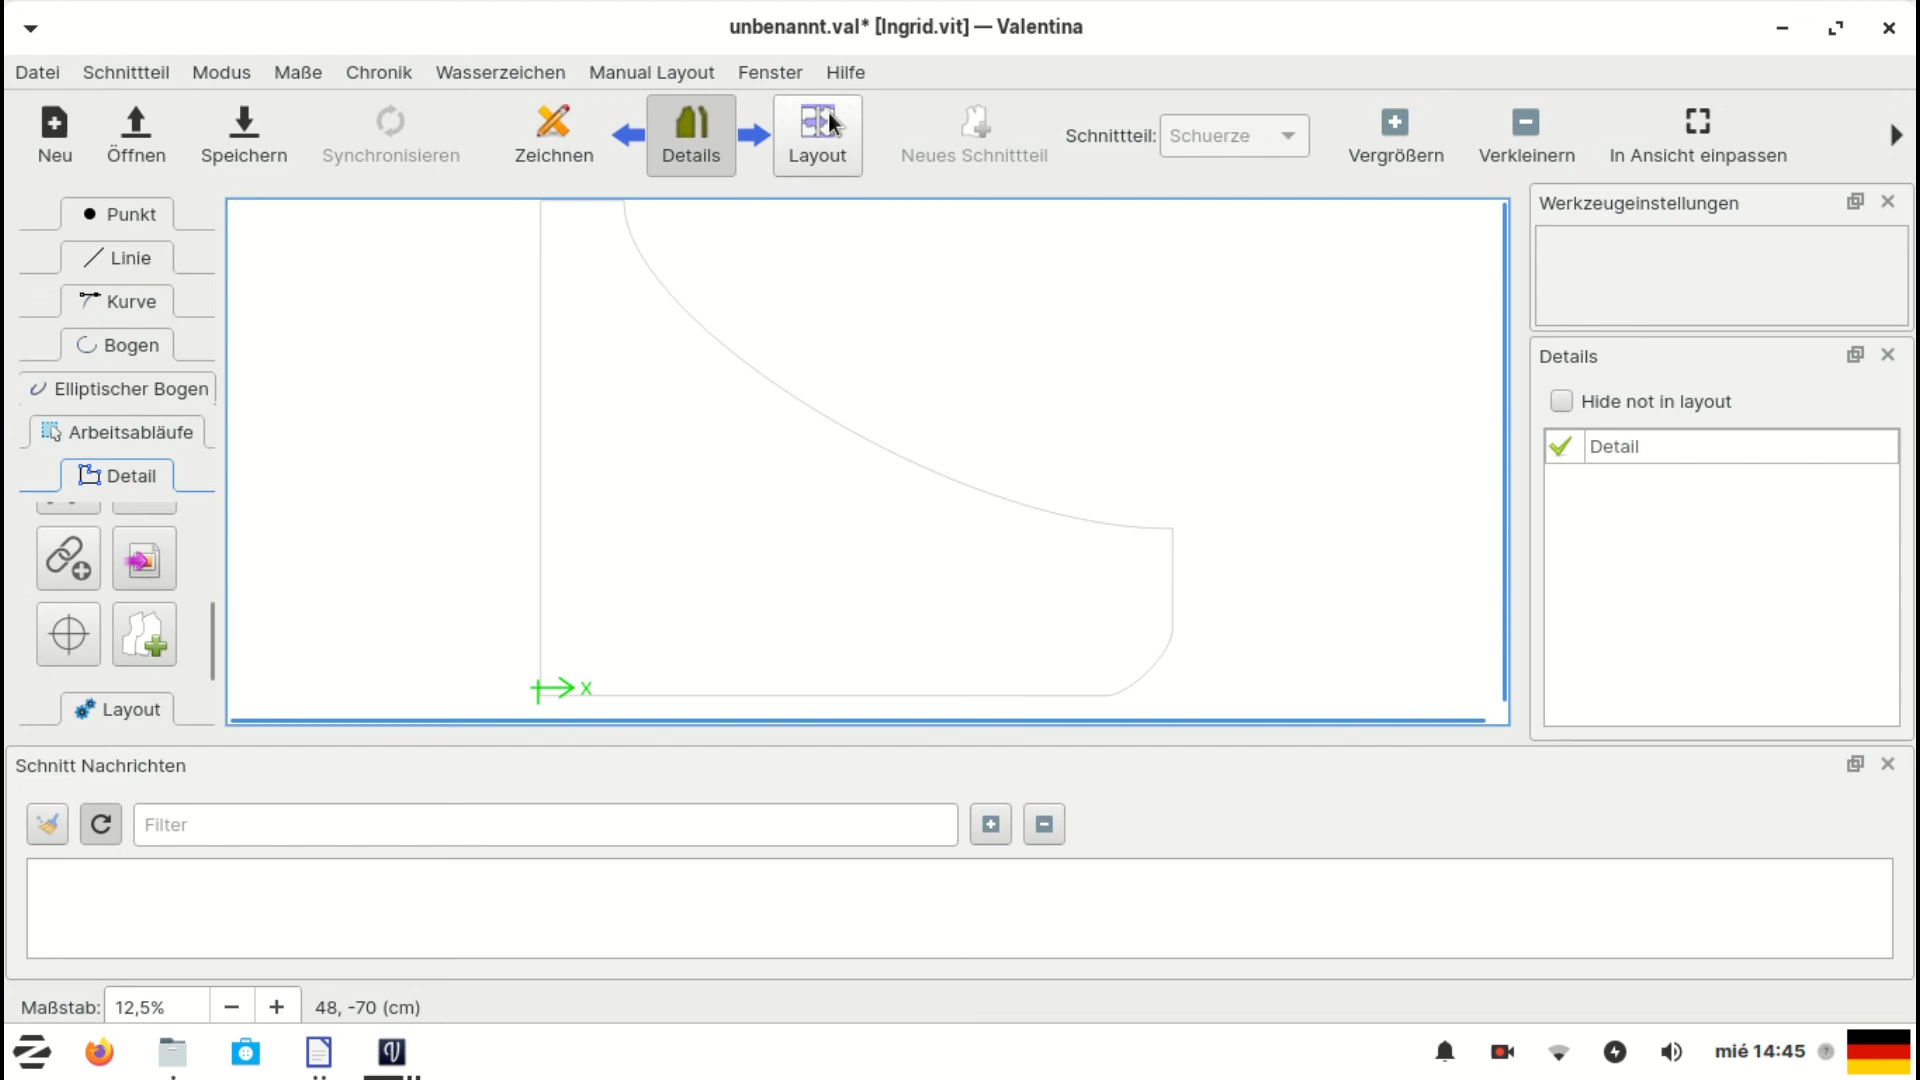 unbenannt.val* [Ingrid.vit] — Valentina
Datei Schnittteil Modus Maße Chronik Wasserzeichen Manual Layout Fenster Hilfe
Neu Öffnen Speichern Synchronisieren Zeichnen Details Layout Neues Schnittteil Schnittteil: Schuerze Vergrößern Verkleinern In Ansicht einpassen
Punkt
Linie
Kurve
Bogen
Elliptischer Bogen
Arbeitsabläufe
Detail
Layout
x
Werkzeugeinstellungen
Details
Hide not in layout
Detail
Schnitt Nachrichten
Filter
Maßstab: 12,5% 48, -70 (cm)
mié 14:45